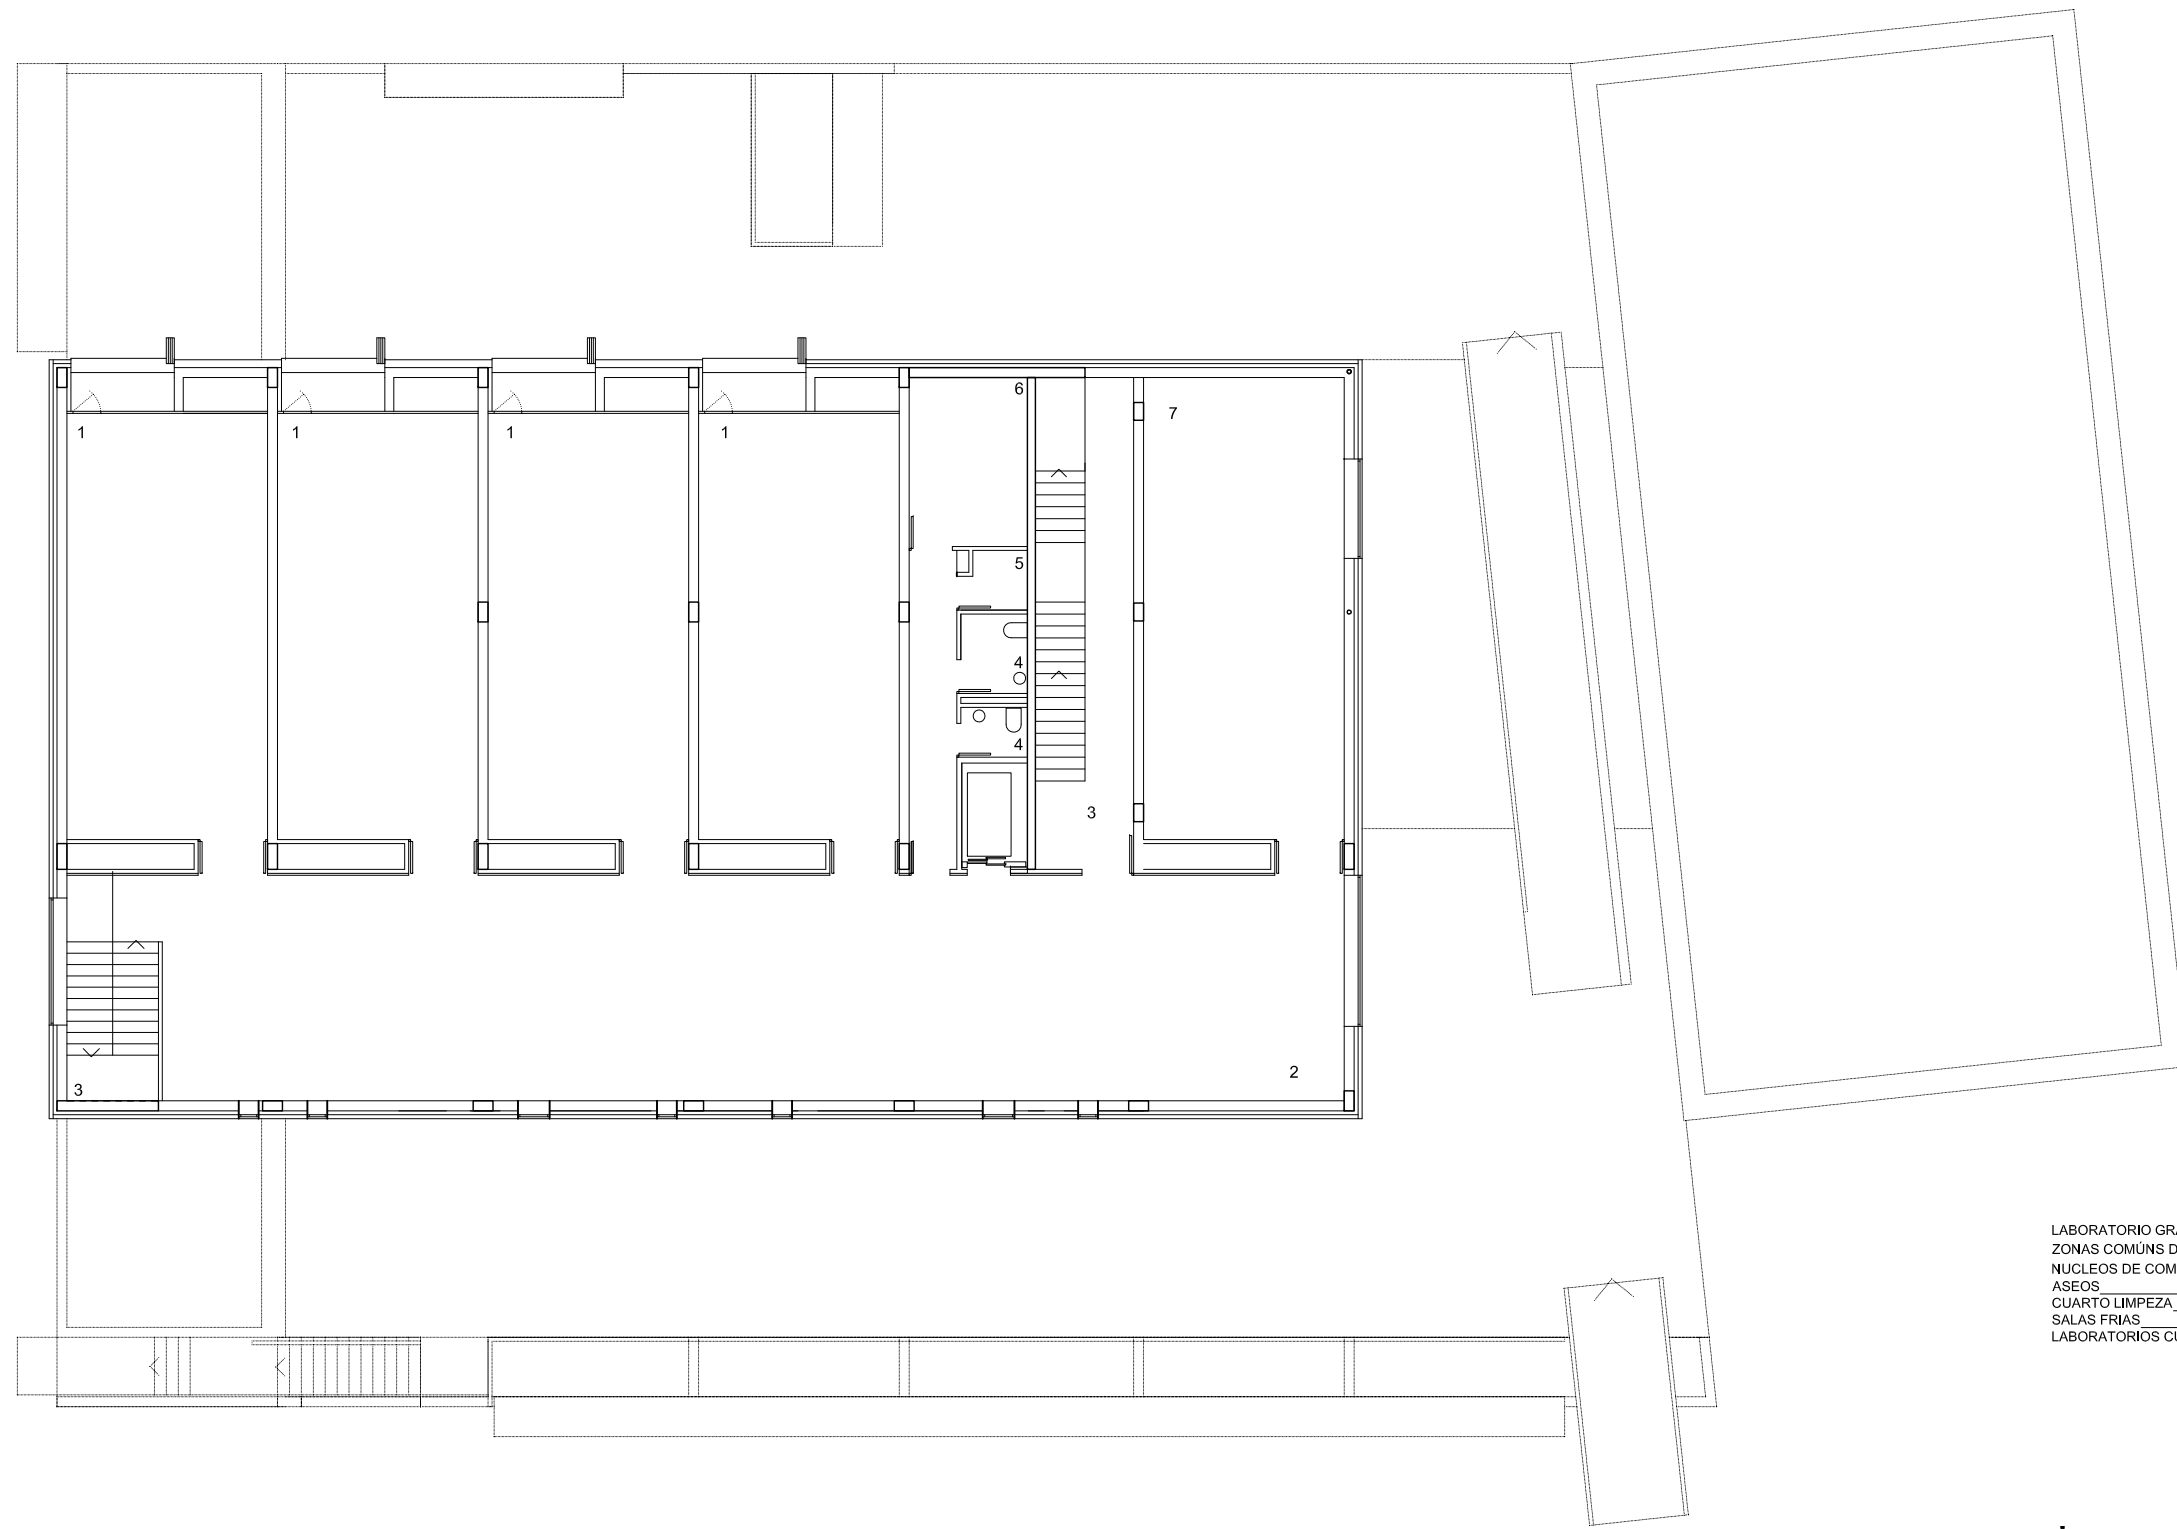 6
7
1 1 1 1
5
4
4
3
2
3
LABORATORIO GRA
ZONAS COMÚNS D
NUCLEOS DE COM
ASEOS
CUARTO LIMPEZA
SALAS FRIAS
LABORATORIOS CU